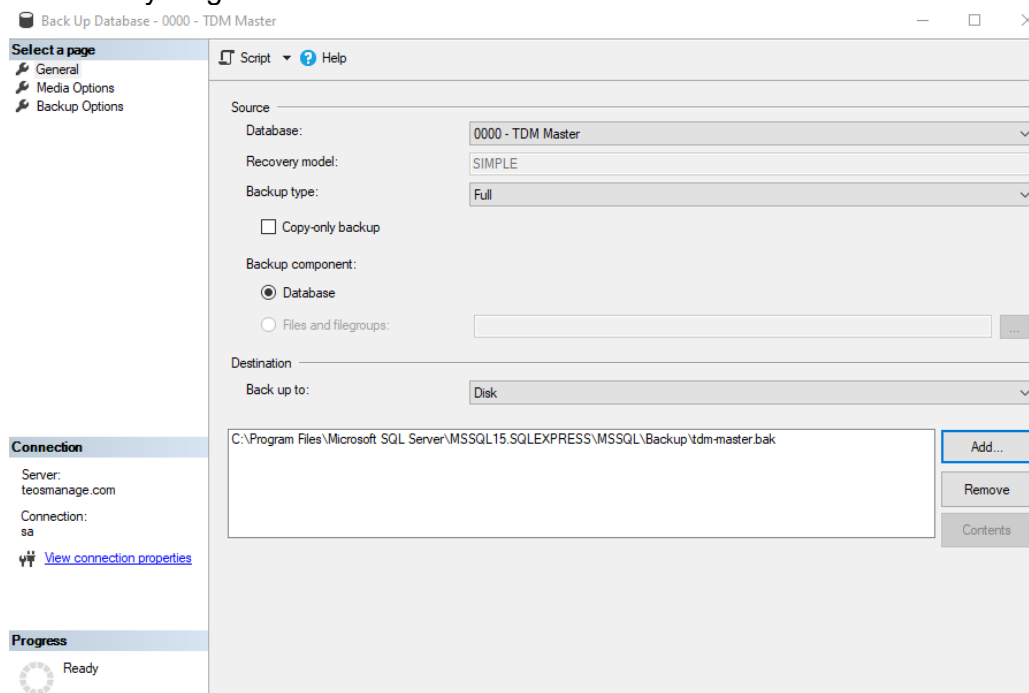 Back Up Database - 0000 - TDM Master
Select a page
General
Media Options
Backup Options
Script
Help
Source
Database:
0000 - TDM Master
Recovery model:
SIMPLE
Backup type:
Full
Copy-only backup
Backup component:
Database
Files and filegroups:
...
Destination
Back up to:
Disk
C:\Program Files\Microsoft SQL Server\MSSQL15.SQLEXPRESS\MSSQL\Backup\tdm-master.bak
Add...
Remove
Contents
Connection
Server:
teosmanage.com
Connection:
sa
View connection properties
Progress
Ready